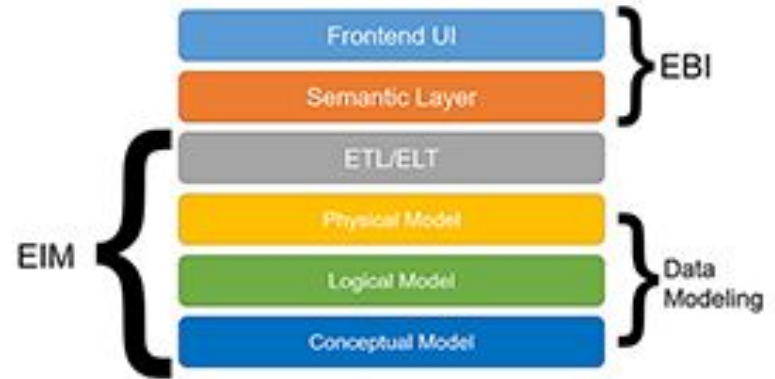 Frontend UI
EBI
Semantic Layer
ETL/ELT
Physical Model
EIM
Logical Model
Data
Modeling
Conceptual Model